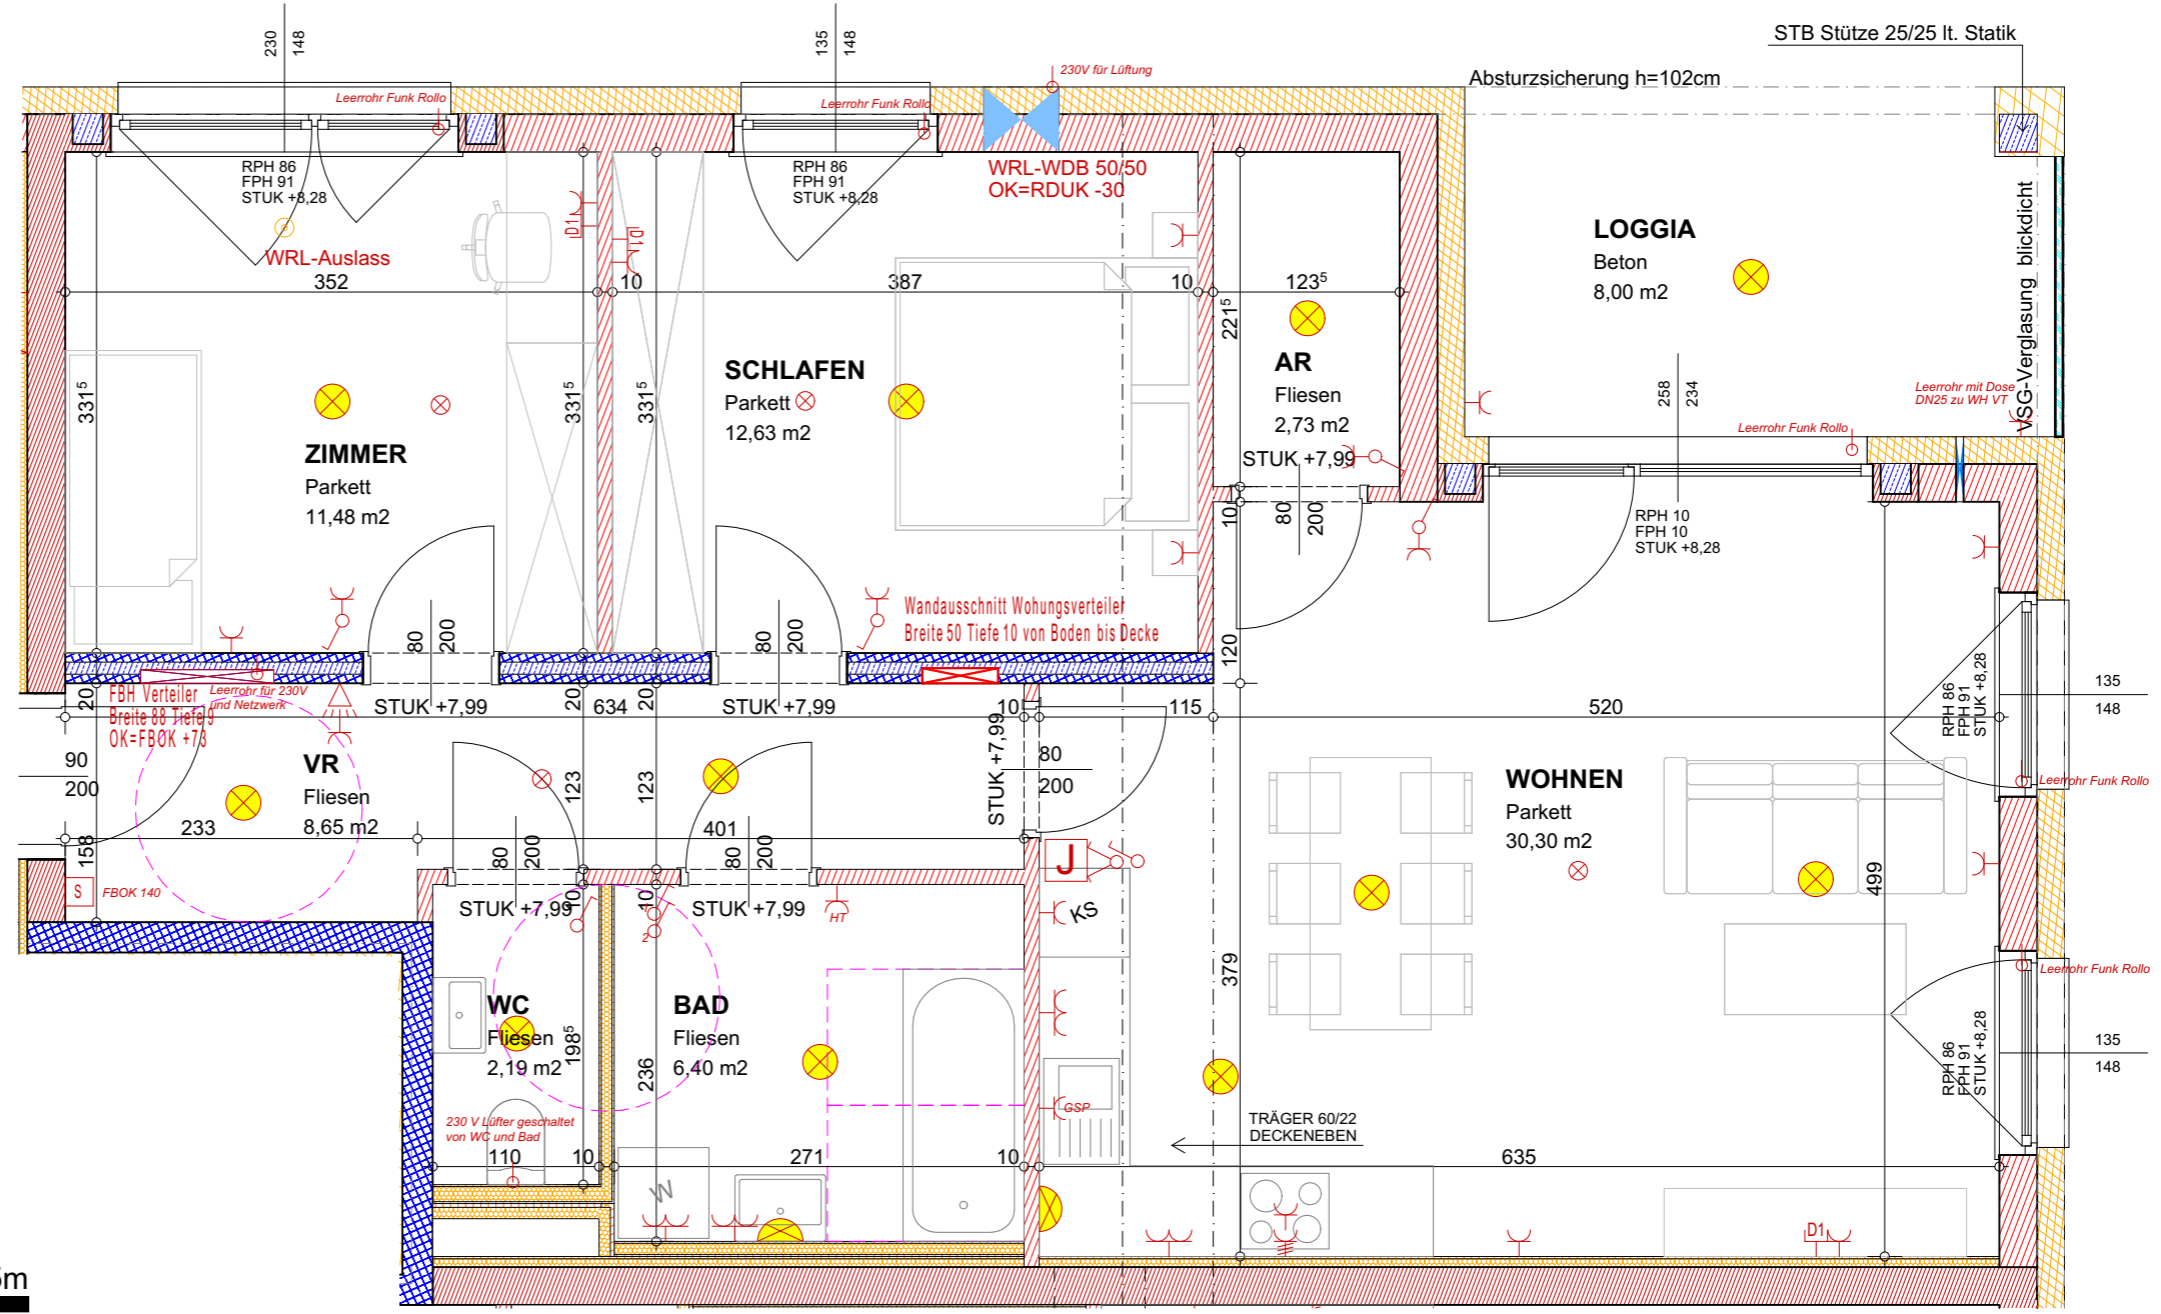 230
148
135
148
STB Stütze 25/25 lt. Statik
Absturzsicherung h=102cm
230V für Lüftung
Leerrohr Funk Rollo
Leerrohr Funk Rollo
RPH 86
FPH 91
STUK +8,28
RPH 86
FPH 91
STUK +8,28
WRL-WDB 50/50
OK=RDUK -30
WRL-Auslass
D1
D1
352
10
387
10
123⁵
221⁵
LOGGIA
Beton
8,00 m2
VSG-Verglasung blickdicht
331⁵
331⁵
331⁵
SCHLAFEN
Parkett
12,63 m2
AR
Fliesen
2,73 m2
STUK +7,99
258
234
Leerrohr mit Dose
DN25 zu WH VT
Leerrohr Funk Rollo
ZIMMER
Parkett
11,48 m2
10
80
200
RPH 10
FPH 10
STUK +8,28
80
200
80
200
Wandausschnitt Wohungsverteiler
Breite 50 Tiefe 10 von Boden bis Decke
120
20
FBH Verteiler
Breite 88 Tiefe 9
OK=FBOK +73
Leerrohr für 230V
und Netzwerk
STUK +7,99
20
634
20
STUK +7,99
10
115
520
RPH 86
FPH 91
STUK +8,28
135
148
STUK +7,99
80
200
90
200
VR
Fliesen
8,65 m2
123
123
WOHNEN
Parkett
30,30 m2
Leerrohr Funk Rollo
233
401
158
80
200
80
200
J
S
FBOK 140
STUK +7,99
10
10
STUK +7,99
HT
2
KS
499
379
Leerrohr Funk Rollo
WC
Fliesen
2,19 m2
198⁵
BAD
Fliesen
6,40 m2
236
RPH 86
FPH 91
STUK +8,28
135
148
230 V Lüfter geschaltet
von WC und Bad
GSP
TRÄGER 60/22
DECKENEBEN
110
10
271
10
635
W
D1
m